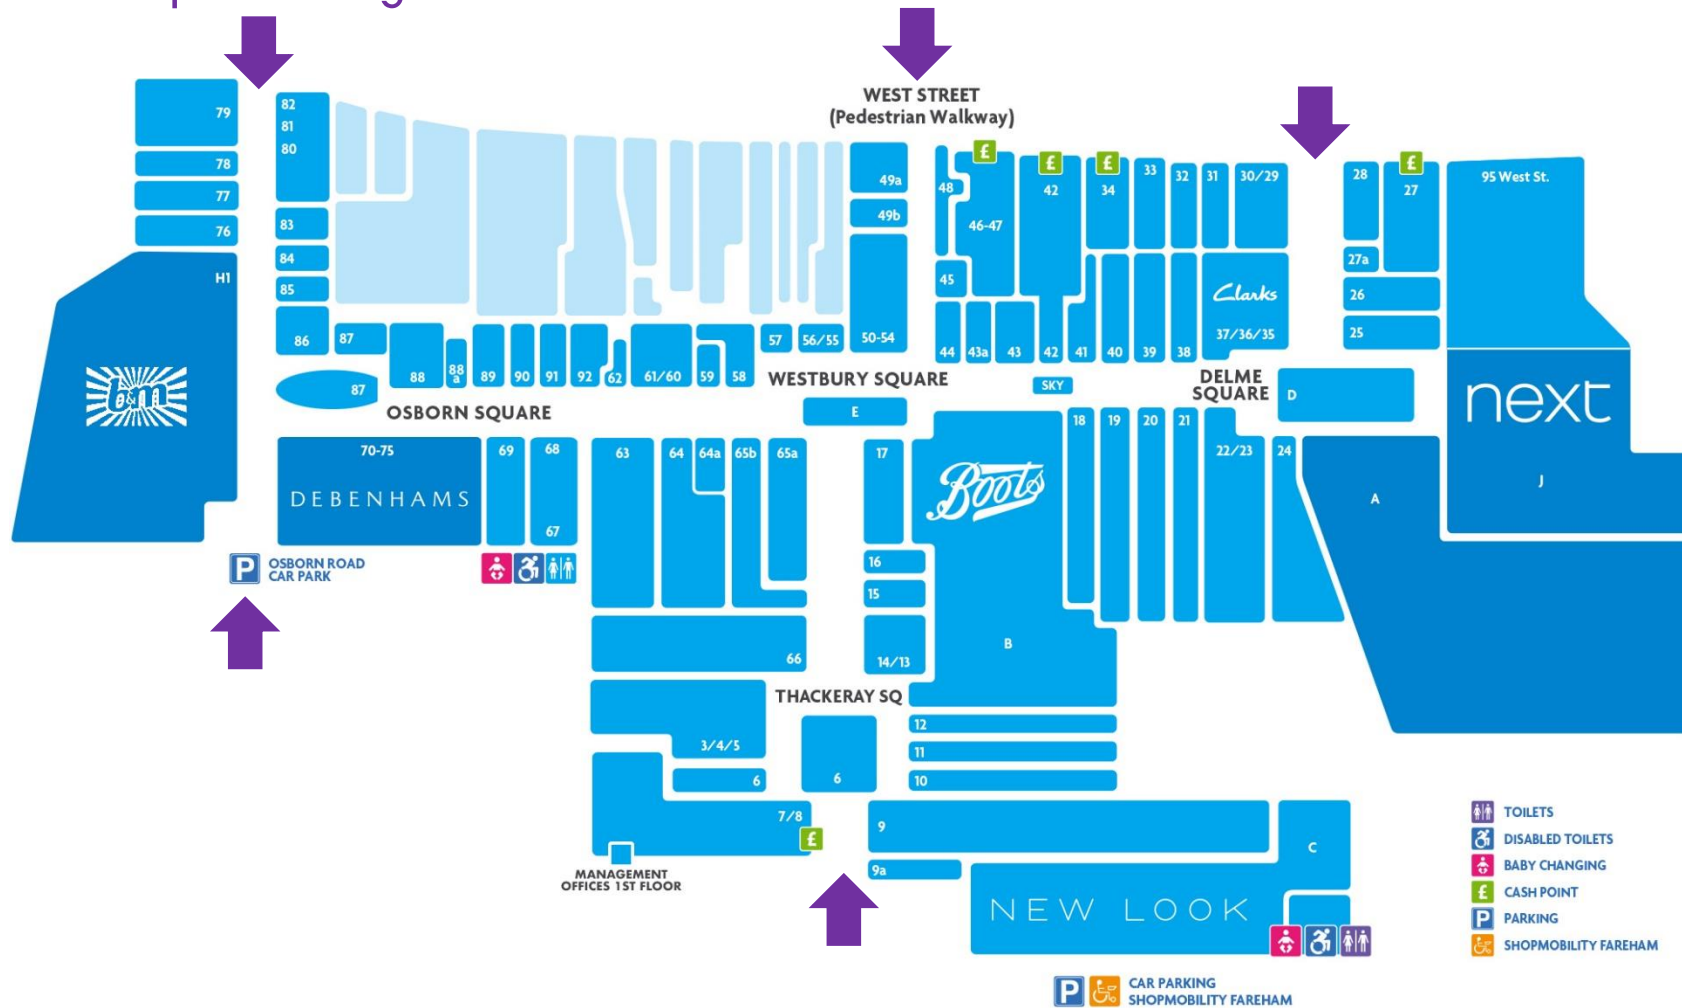 WEST STREET
(Pedestrian Walkway)
79
78
77
76
H1
b&m
82
81
80
83
84
85
86
87
87
88
88
a
89
90
91
92
62
61/60
59
58
57
56/55
49a
49b
50-54
48
46-47
45
44
43a
43
£
£
42
42
41
£
34
40
33
39
32
38
31
30/29
Clarks
37/36/35
28
27a
£
27
26
25
95 West St.
next
J
OSBORN SQUARE
WESTBURY SQUARE
SKY
DELME
SQUARE
D
E
70-75
DEBENHAMS
69
68
67
63
64
64a
65b
65a
66
17
16
15
14/13
Boots
B
18
19
20
21
22/23
24
A
P
OSBORN ROAD
CAR PARK
THACKERAY SQ
3/4/5
6
6
7/8
£
MANAGEMENT
OFFICES 1ST FLOOR
12
11
10
9
9a
C
NEW LOOK
P
CAR PARKING
SHOPMOBILITY FAREHAM
TOILETS
DISABLED TOILETS
BABY CHANGING
£ CASH POINT
P PARKING
SHOPMOBILITY FAREHAM